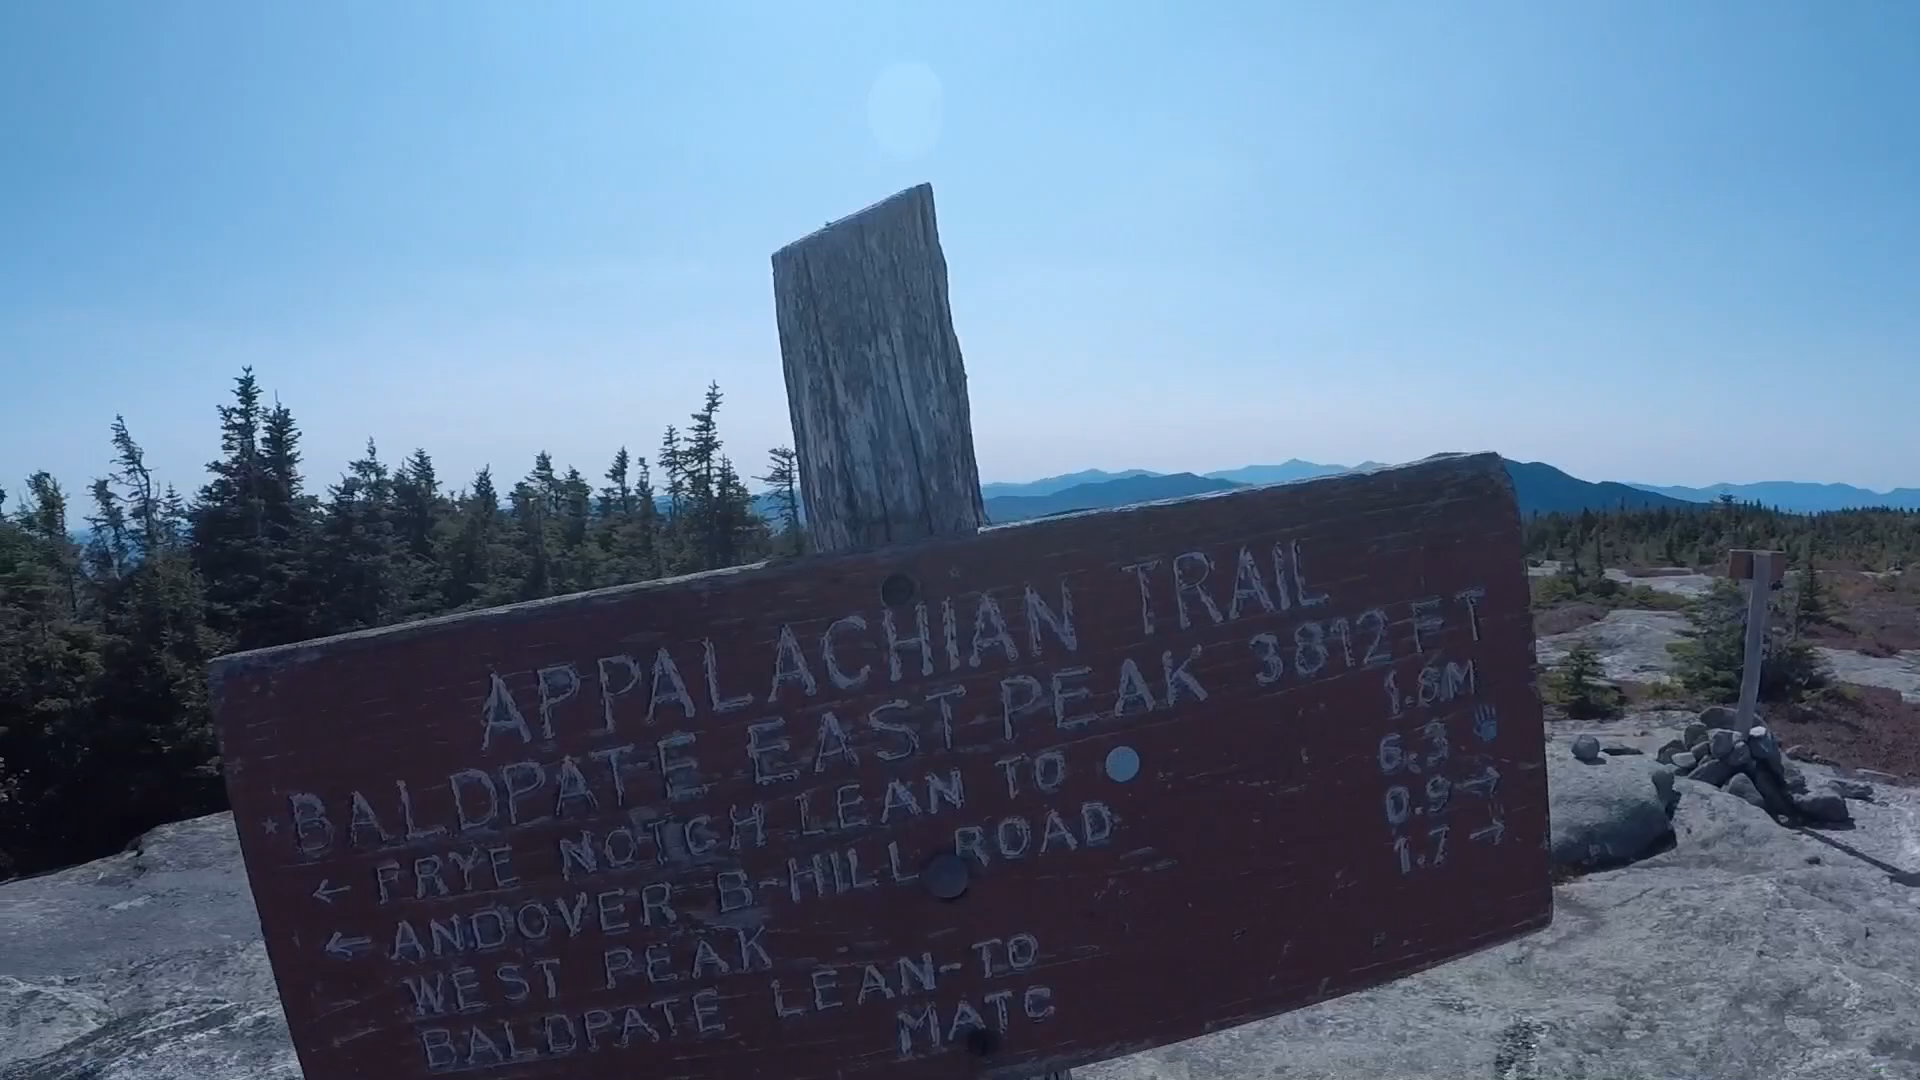 APPALACHIAN TRAIL
BALDPATE EAST PEAK 3812 FT
← FRYE NOTCH LEAN TO 1.8M
← ANDOVER B-HILL ROAD 6.3
WEST PEAK 0.9 →
BALDPATE LEAN-TO 1.7 →
MATC